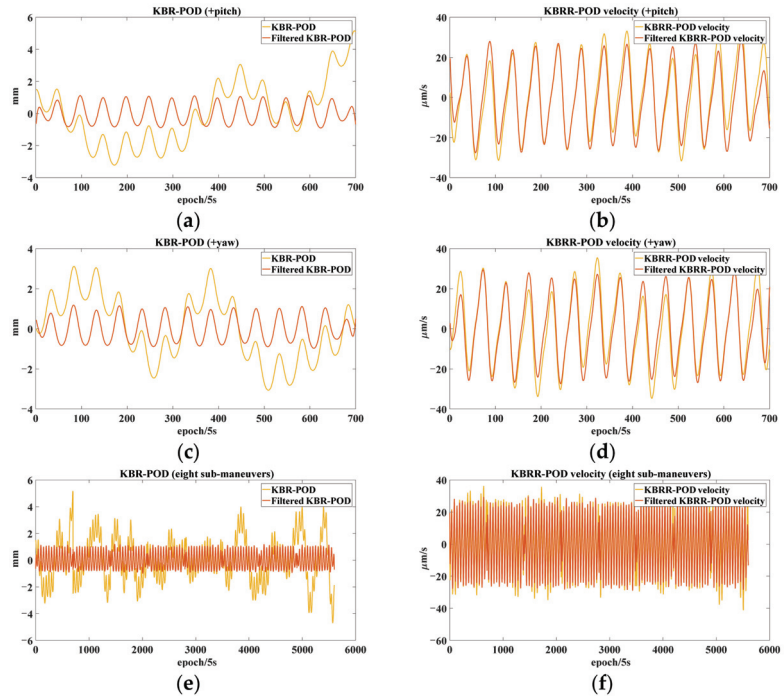 KBR-POD (+pitch)
KBR-POD
Filtered KBR-POD
6
4
2
0
−2
−4
mm
0 100 200 300 400 500 600 700
epoch/5s
(a)
KBRR-POD velocity (+pitch)
KBRR-POD velocity
Filtered KBRR-POD velocity
40
20
0
−20
−40
μm/s
0 100 200 300 400 500 600 700
epoch/5s
(b)
KBR-POD (+yaw)
KBR-POD
Filtered KBR-POD
4
2
0
−2
−4
mm
0 100 200 300 400 500 600 700
epoch/5s
(c)
KBRR-POD velocity (+yaw)
KBRR-POD velocity
Filtered KBRR-POD velocity
40
20
0
−20
−40
μm/s
0 100 200 300 400 500 600 700
epoch/5s
(d)
KBR-POD (eight sub-maneuvers)
KBR-POD
Filtered KBR-POD
6
4
2
0
−2
−4
−6
mm
0 1000 2000 3000 4000 5000 6000
epoch/5s
(e)
KBRR-POD velocity (eight sub-maneuvers)
KBRR-POD velocity
Filtered KBRR-POD velocity
40
20
0
−20
−40
−60
μm/s
0 1000 2000 3000 4000 5000 6000
epoch/5s
(f)